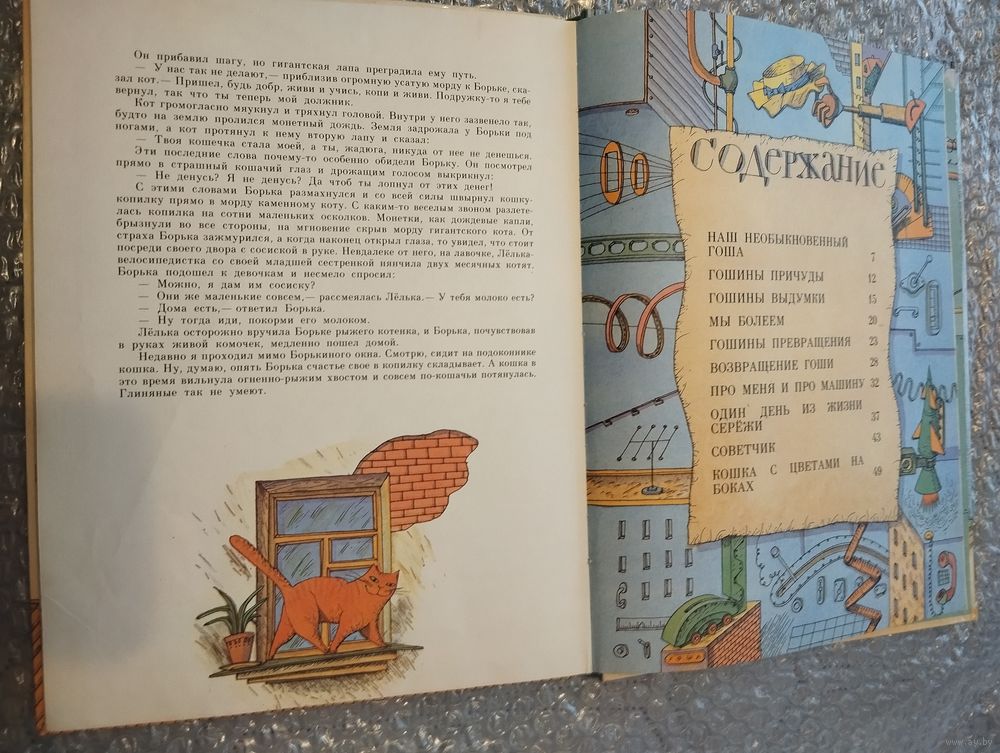 Он прибавил шагу, но гигантская лапа преградила ему путь.
— У нас так не делают,— приблизив огромную усатую морду к Борьке, ска-
зал кот.— Пришел, будь добр, живи и учись, копи и живи. Подружку-то я тебе
вернул, так что ты теперь мой должник.
Кот громогласно мяукнул и тряхнул головой. Внутри у него зазвенело так,
будто на землю пролился монетный дождь. Земля задрожала у Борьки под
ногами, а кот протянул к нему вторую лапу и сказал:
— Твоя кошечка стала моей, а ты, жадюга, никуда от нее не денешься.
Эти последние слова почему-то особенно обидели Борьку. Он посмотрел
прямо в страшный кошачий глаз и дрожащим голосом выкрикнул:
— Не денусь? Я не денусь? Да чтоб ты лопнул от этих денег!
С этими словами Борька размахнулся и со всей силы швырнул кошку-
копилку прямо в морду каменному коту. С каким-то веселым звоном разлете-
лась копилка на сотни маленьких осколков. Монетки, как дождевые капли,
брызнули во все стороны, на мгновение скрыв морду гигантского кота. От
страха Борька зажмурился, а когда наконец открыл глаза, то увидел, что стоит
посреди своего двора с сосиской в руке. Невдалеке от него, на лавочке, Лёлька-
велосипедистка со своей младшей сестренкой нянчила двух месячных котят.
Борька подошел к девочкам и несмело спросил:
— Можно, я дам им сосиску?
— Они же маленькие совсем,— рассмеялась Лёлька.— У тебя молоко есть?
— Дома есть,— ответил Борька.
— Ну тогда иди, покорми его молоком.
Лёлька осторожно вручила Борьке рыжего котенка, и Борька, почувствовав
в руках живой комочек, медленно пошел домой.
Недавно я проходил мимо Борькиного окна. Смотрю, сидит на подоконнике
кошка. Ну, думаю, опять Борька счастье свое в копилку складывает. А кошка в
это время вильнула огненно-рыжим хвостом и совсем по-кошачьи потянулась.
Глиняные так не умеют.
Содержание
НАШ НЕОБЫКНОВЕННЫЙ
ГОША 7
ГОШИНЫ ПРИЧУДЫ 12
ГОШИНЫ ВЫДУМКИ 15
МЫ БОЛЕЕМ 20
ГОШИНЫ ПРЕВРАЩЕНИЯ 23
ВОЗВРАЩЕНИЕ ГОШИ 28
ПРО МЕНЯ И ПРО МАШИНУ 32
ОДИН ДЕНЬ ИЗ ЖИЗНИ
СЕРЁЖИ 37
СОВЕТЧИК 43
КОШКА С ЦВЕТАМИ НА
БОКАХ 49
1991
www.ay.by